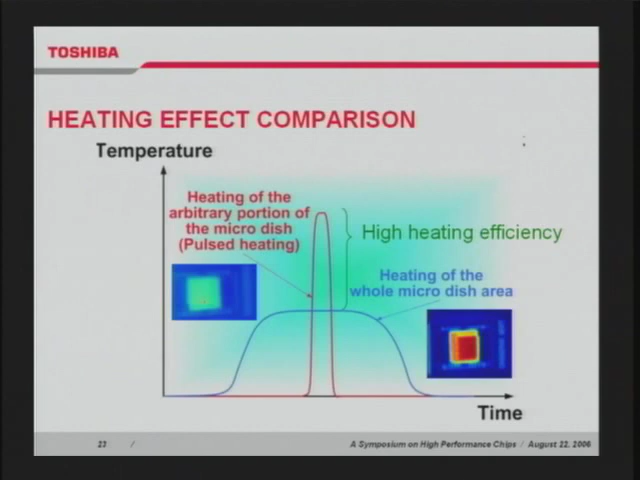 TOSHIBA
HEATING EFFECT COMPARISON
Temperature
Heating of the
arbitrary portion of
the micro dish
(Pulsed heating)
High heating efficiency
Heating of the
whole micro dish area
Time
23 /
A Symposium on High Performance Chips / August 22, 2006